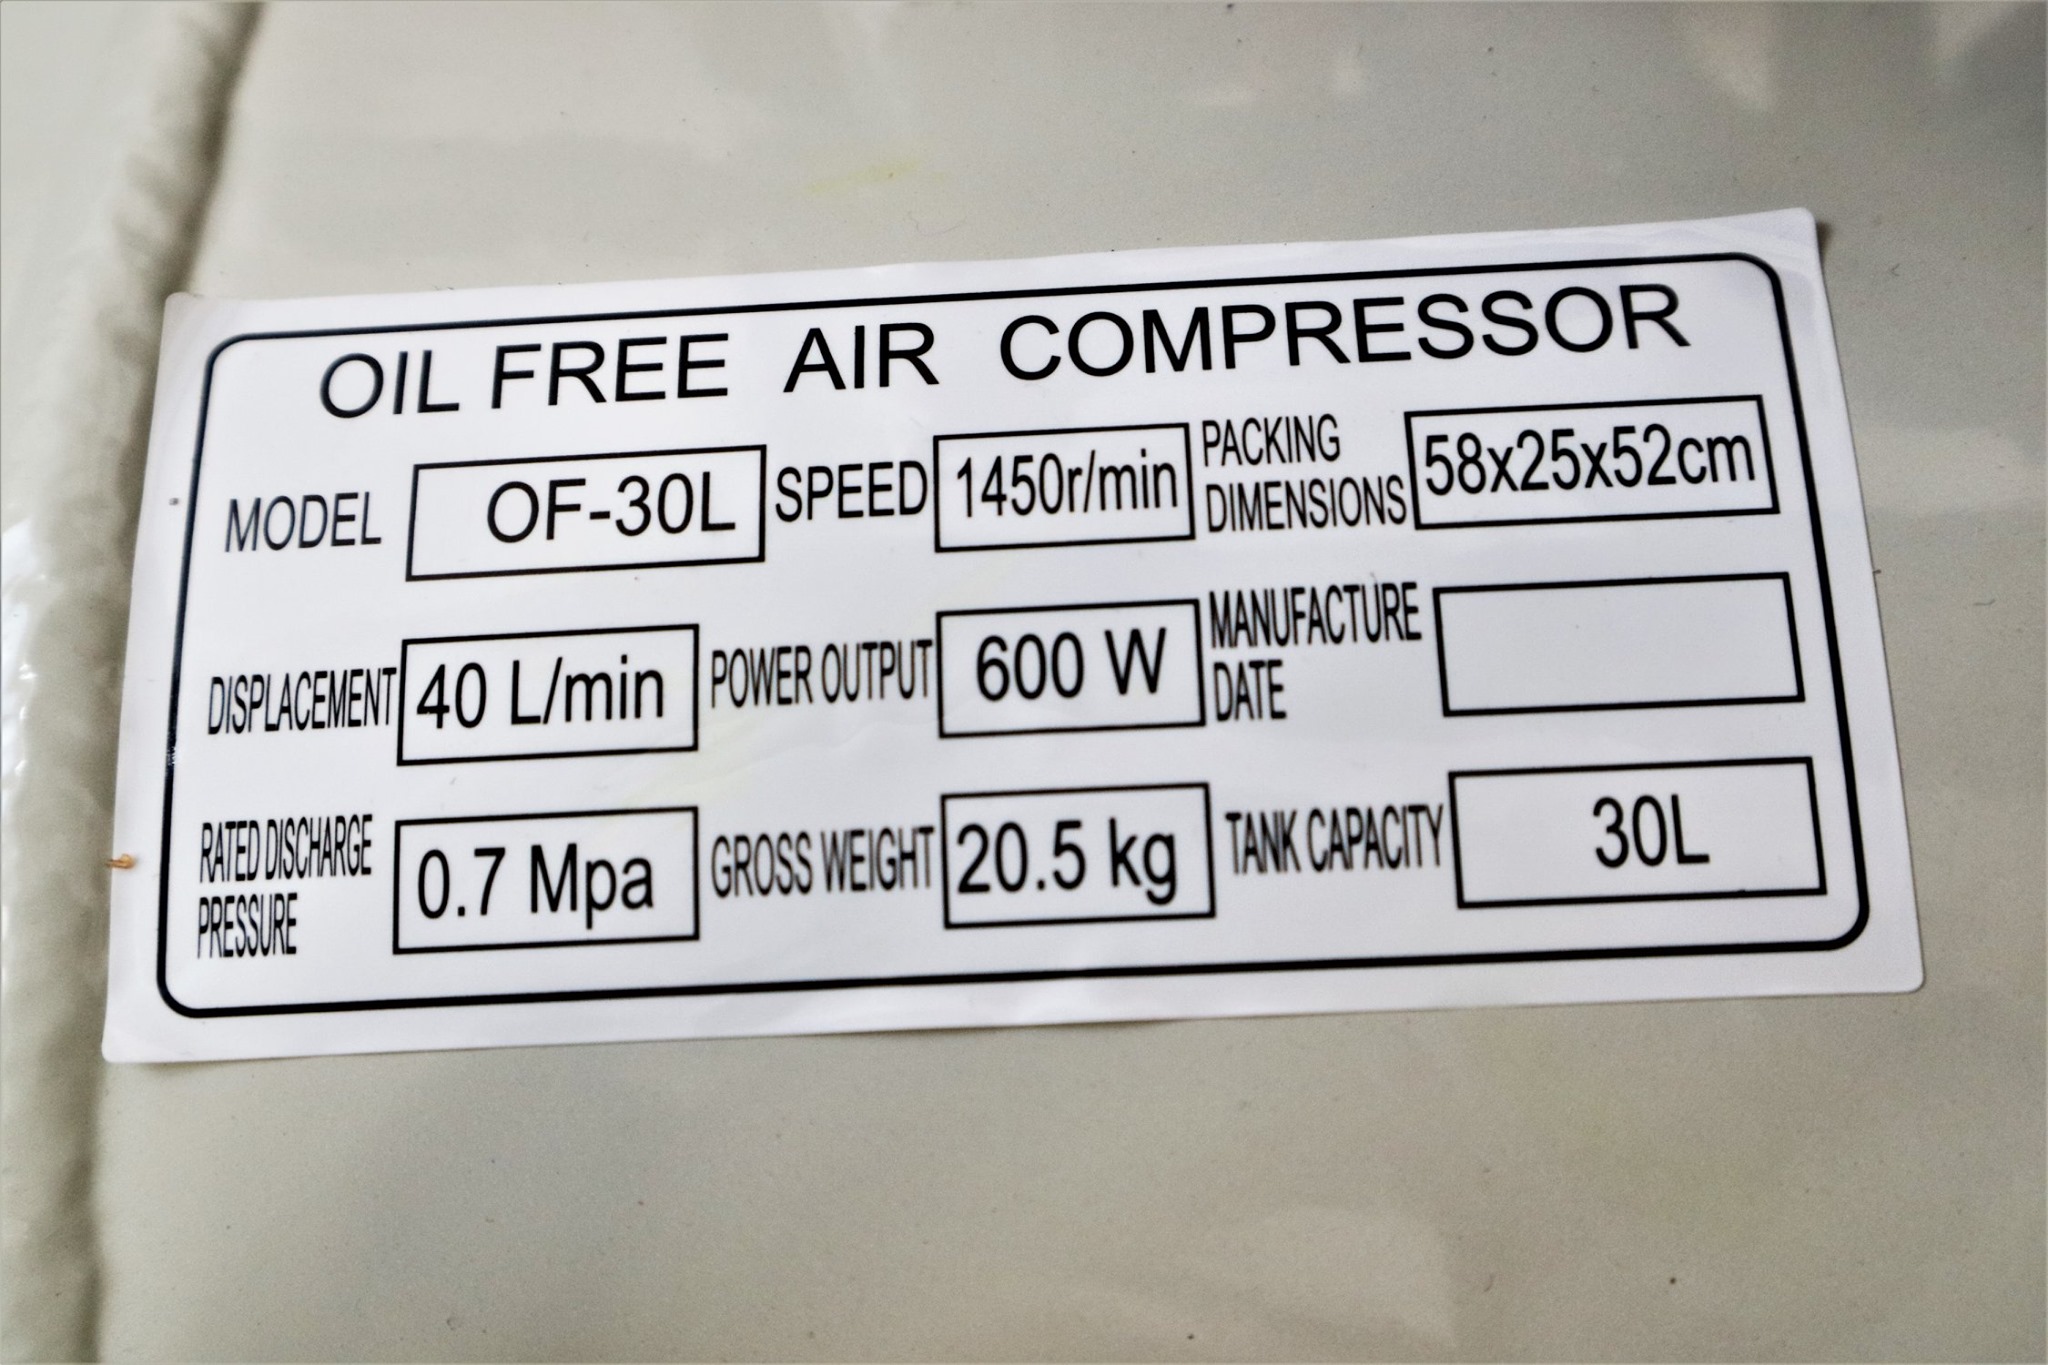 OIL FREE AIR COMPRESSOR
MODEL OF-30L SPEED 1450r/min PACKING DIMENSIONS 58x25x52cm
DISPLACEMENT 40 L/min POWER OUTPUT 600 W MANUFACTURE DATE
RATED DISCHARGE PRESSURE 0.7 Mpa GROSS WEIGHT 20.5 kg TANK CAPACITY 30L